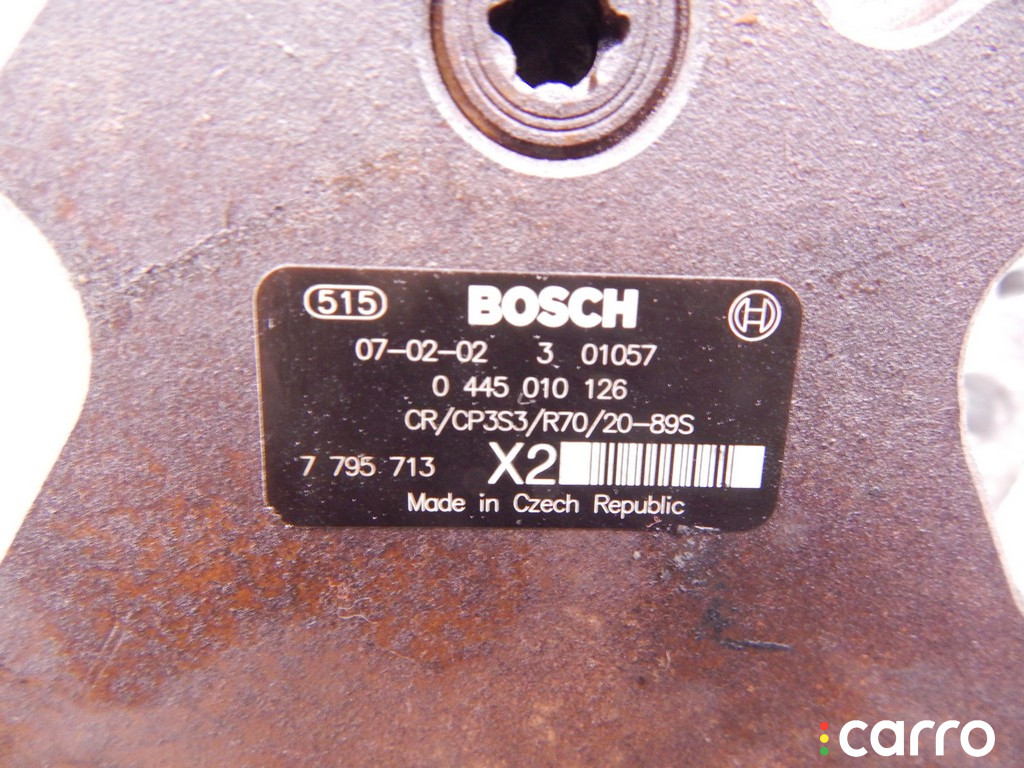 515 BOSCH
07-02-02 3 01057
0 445 010 126
CR/CP3S3/R70/20-89S
7 795 713 X2
Made in Czech Republic
carro